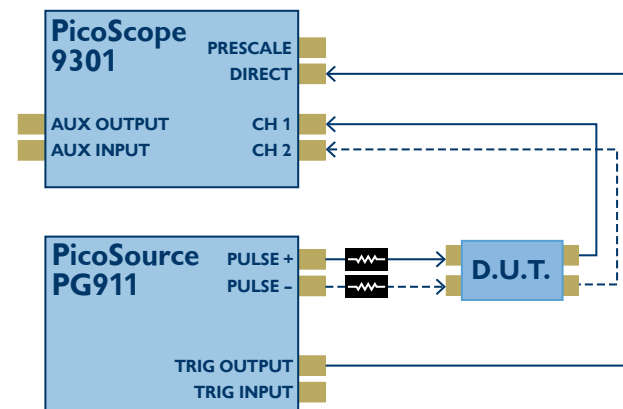 PicoScope
9301
PRESCALE
DIRECT
AUX OUTPUT
CH 1
AUX INPUT
CH 2
PicoSource
PG911
PULSE +
PULSE –
D.U.T.
TRIG OUTPUT
TRIG INPUT